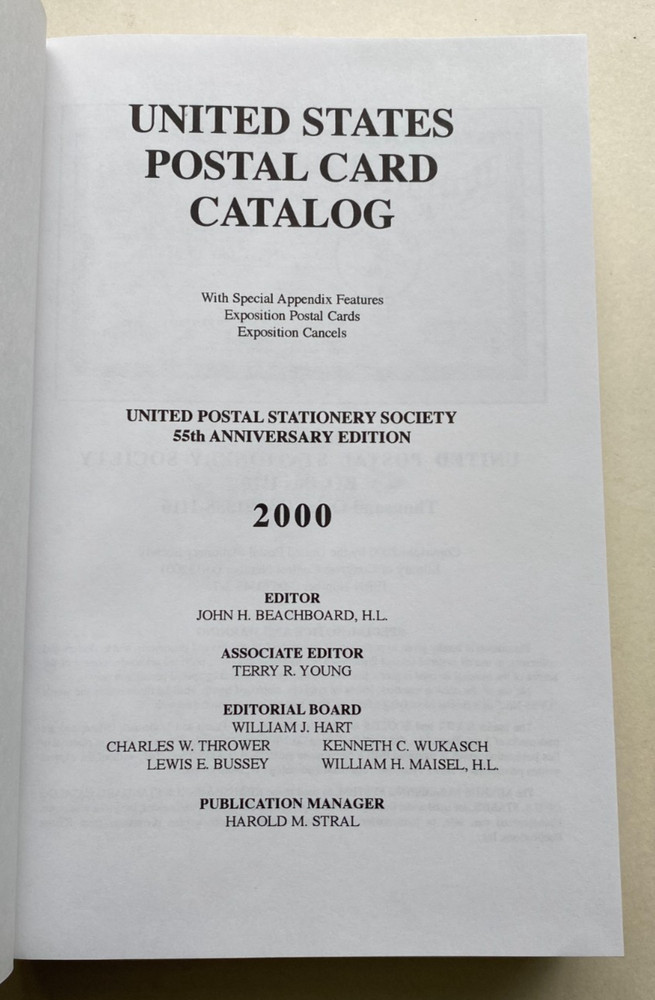 UNITED STATES
POSTAL CARD
CATALOG
With Special Appendix Features
Exposition Postal Cards
Exposition Cancels
UNITED POSTAL STATIONERY SOCIETY
55th ANNIVERSARY EDITION
2000
EDITOR
JOHN H. BEACHBOARD, H.L.
ASSOCIATE EDITOR
TERRY R. YOUNG
EDITORIAL BOARD
WILLIAM J. HART
CHARLES W. THROWER KENNETH C. WUKASCH
LEWIS E. BUSSEY WILLIAM H. MAISEL, H.L.
PUBLICATION MANAGER
HAROLD M. STRAL